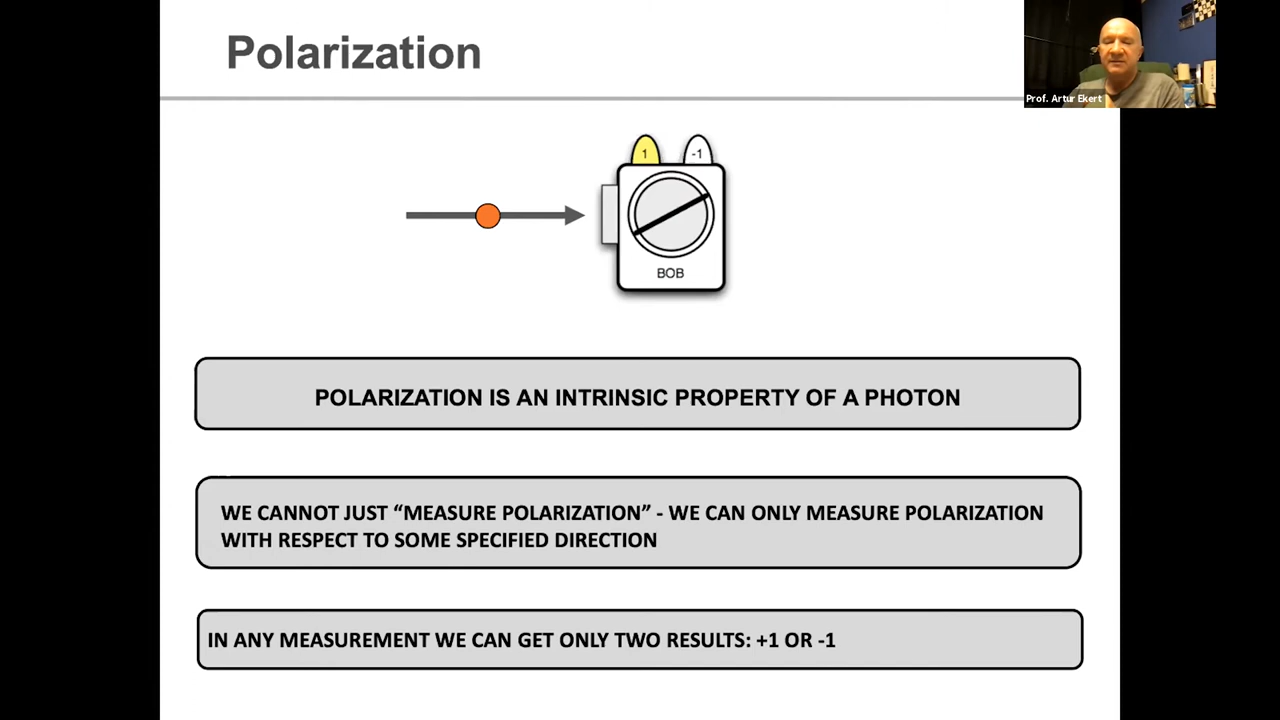 Polarization
Prof. Artur Ekert
1
-1
BOB
POLARIZATION IS AN INTRINSIC PROPERTY OF A PHOTON
WE CANNOT JUST “MEASURE POLARIZATION” - WE CAN ONLY MEASURE POLARIZATION
WITH RESPECT TO SOME SPECIFIED DIRECTION
IN ANY MEASUREMENT WE CAN GET ONLY TWO RESULTS: +1 OR -1